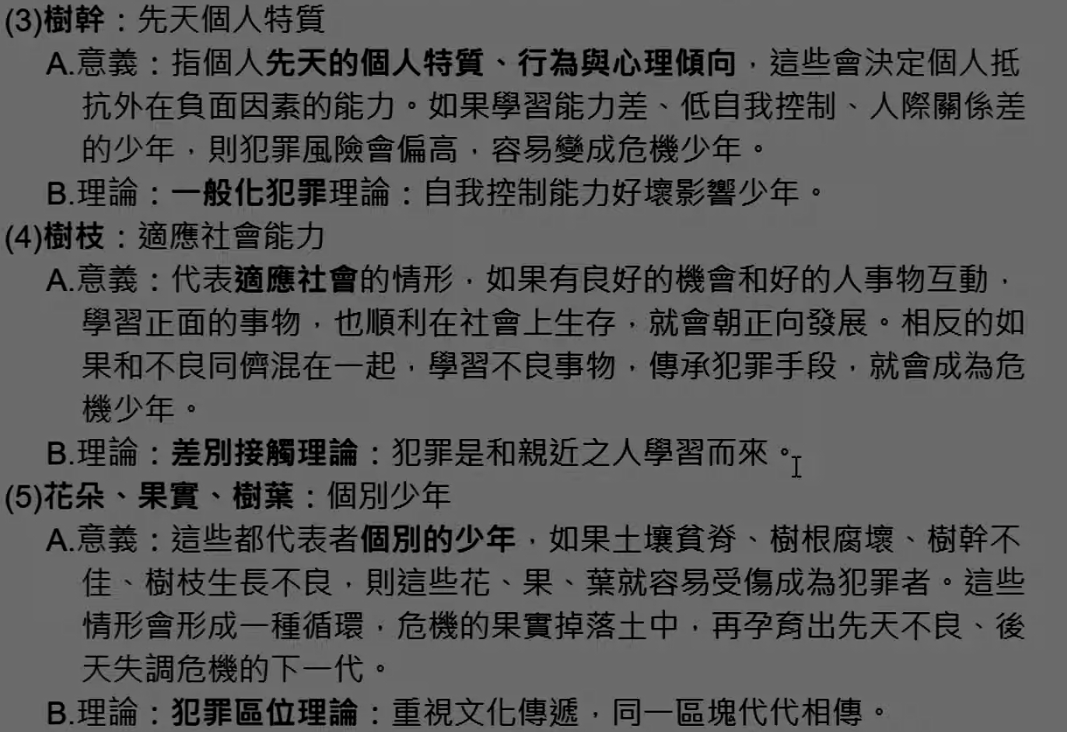 (3)樹幹：先天個人特質
A.意義：指個人先天的個人特質、行為與心理傾向，這些會決定個人抵
抗外在負面因素的能力。如果學習能力差、低自我控制、人際關係差
的少年，則犯罪風險會偏高，容易變成危機少年。
B.理論：一般化犯罪理論：自我控制能力好壞影響少年。
(4)樹枝：適應社會能力
A.意義：代表適應社會的情形，如果有良好的機會和好的人事物互動，
學習正面的事物，也順利在社會上生存，就會朝正向發展。相反的如
果和不良同儕混在一起，學習不良事物，傳承犯罪手段，就會成為危
機少年。
B.理論：差別接觸理論：犯罪是和親近之人學習而來。
(5)花朵、果實、樹葉：個別少年
A.意義：這些都代表者個別的少年，如果土壤貧脊、樹根腐壞、樹幹不
佳、樹枝生長不良，則這些花、果、葉就容易受傷成為犯罪者。這些
情形會形成一種循環，危機的果實掉落土中，再孕育出先天不良、後
天失調危機的下一代。
B.理論：犯罪區位理論：重視文化傳遞，同一區塊代代相傳。